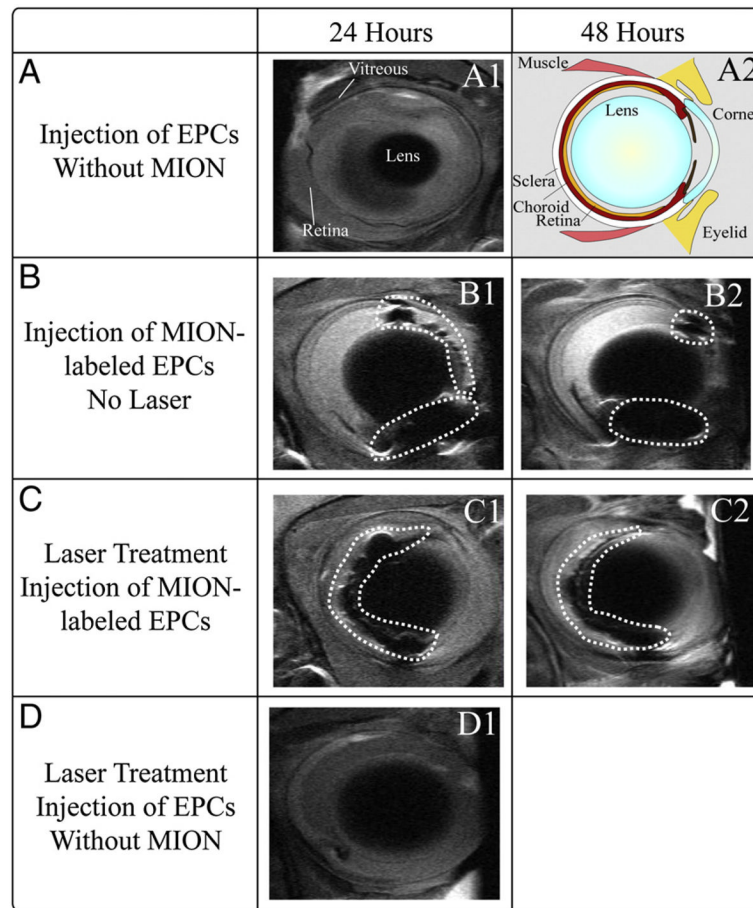 24 Hours
48 Hours
A
Injection of EPCs
Without MION
A1
Vitreous
Lens
Retina
A2
Muscle
Lens
Corne
Sclera
Choroid
Retina
Eyelid
B
Injection of MION-
labeled EPCs
No Laser
B1
B2
C
Laser Treatment
Injection of MION-
labeled EPCs
C1
C2
D
Laser Treatment
Injection of EPCs
Without MION
D1